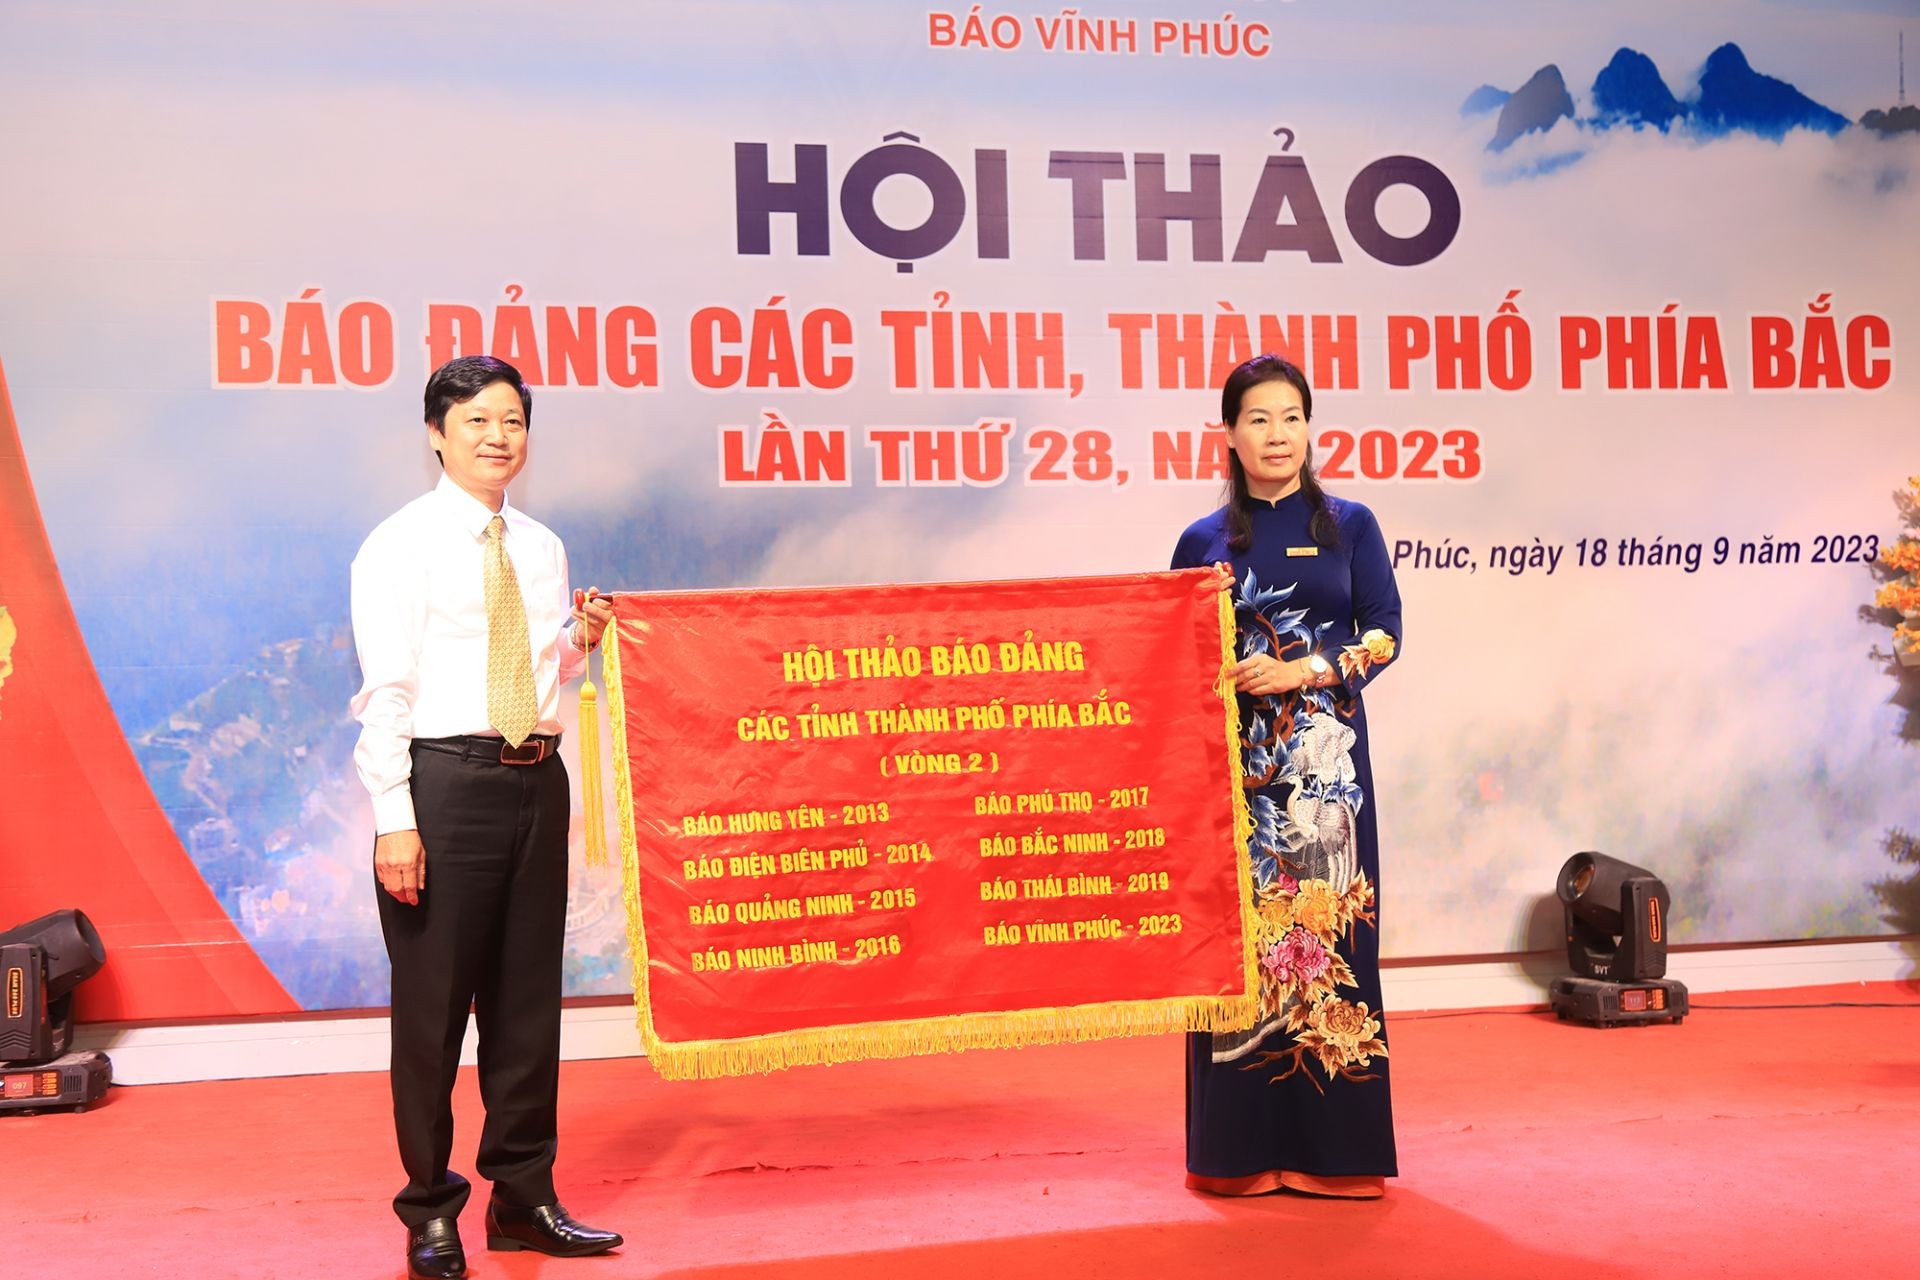 BÁO VĨNH PHÚC
HỘI THẢO
BÁO ĐẢNG CÁC TỈNH, THÀNH PHỐ PHÍA BẮC
LẦN THỨ 28, NĂM 2023
Phúc, ngày 18 tháng 9 năm 2023
HỘI THẢO BÁO ĐẢNG
CÁC TỈNH THÀNH PHỐ PHÍA BẮC
( VÒNG 2 )
BÁO HƯNG YÊN - 2013
BÁO ĐIỆN BIÊN PHỦ - 2014
BÁO QUẢNG NINH - 2015
BÁO NINH BÌNH - 2016
BÁO PHÚ THỌ - 2017
BÁO BẮC NINH - 2018
BÁO THÁI BÌNH - 2019
BÁO VĨNH PHÚC - 2023
SVT
097